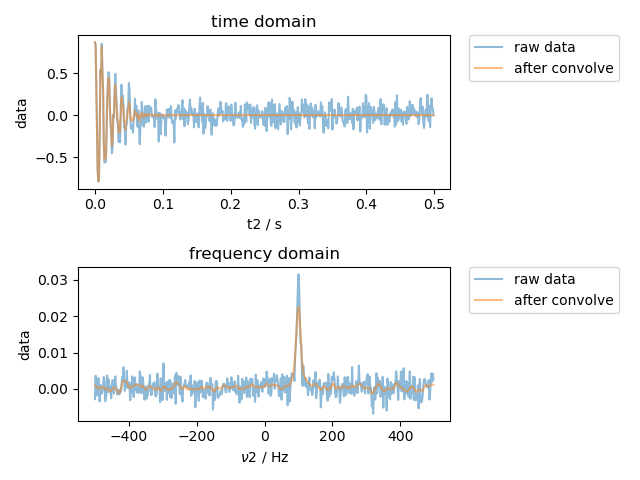 time domain
raw data
after convolve
data
0.5
0.0
−0.5
0.0 0.1 0.2 0.3 0.4 0.5
t2 / s
frequency domain
raw data
after convolve
data
0.03
0.02
0.01
0.00
−400 −200 0 200 400
ν2 / Hz